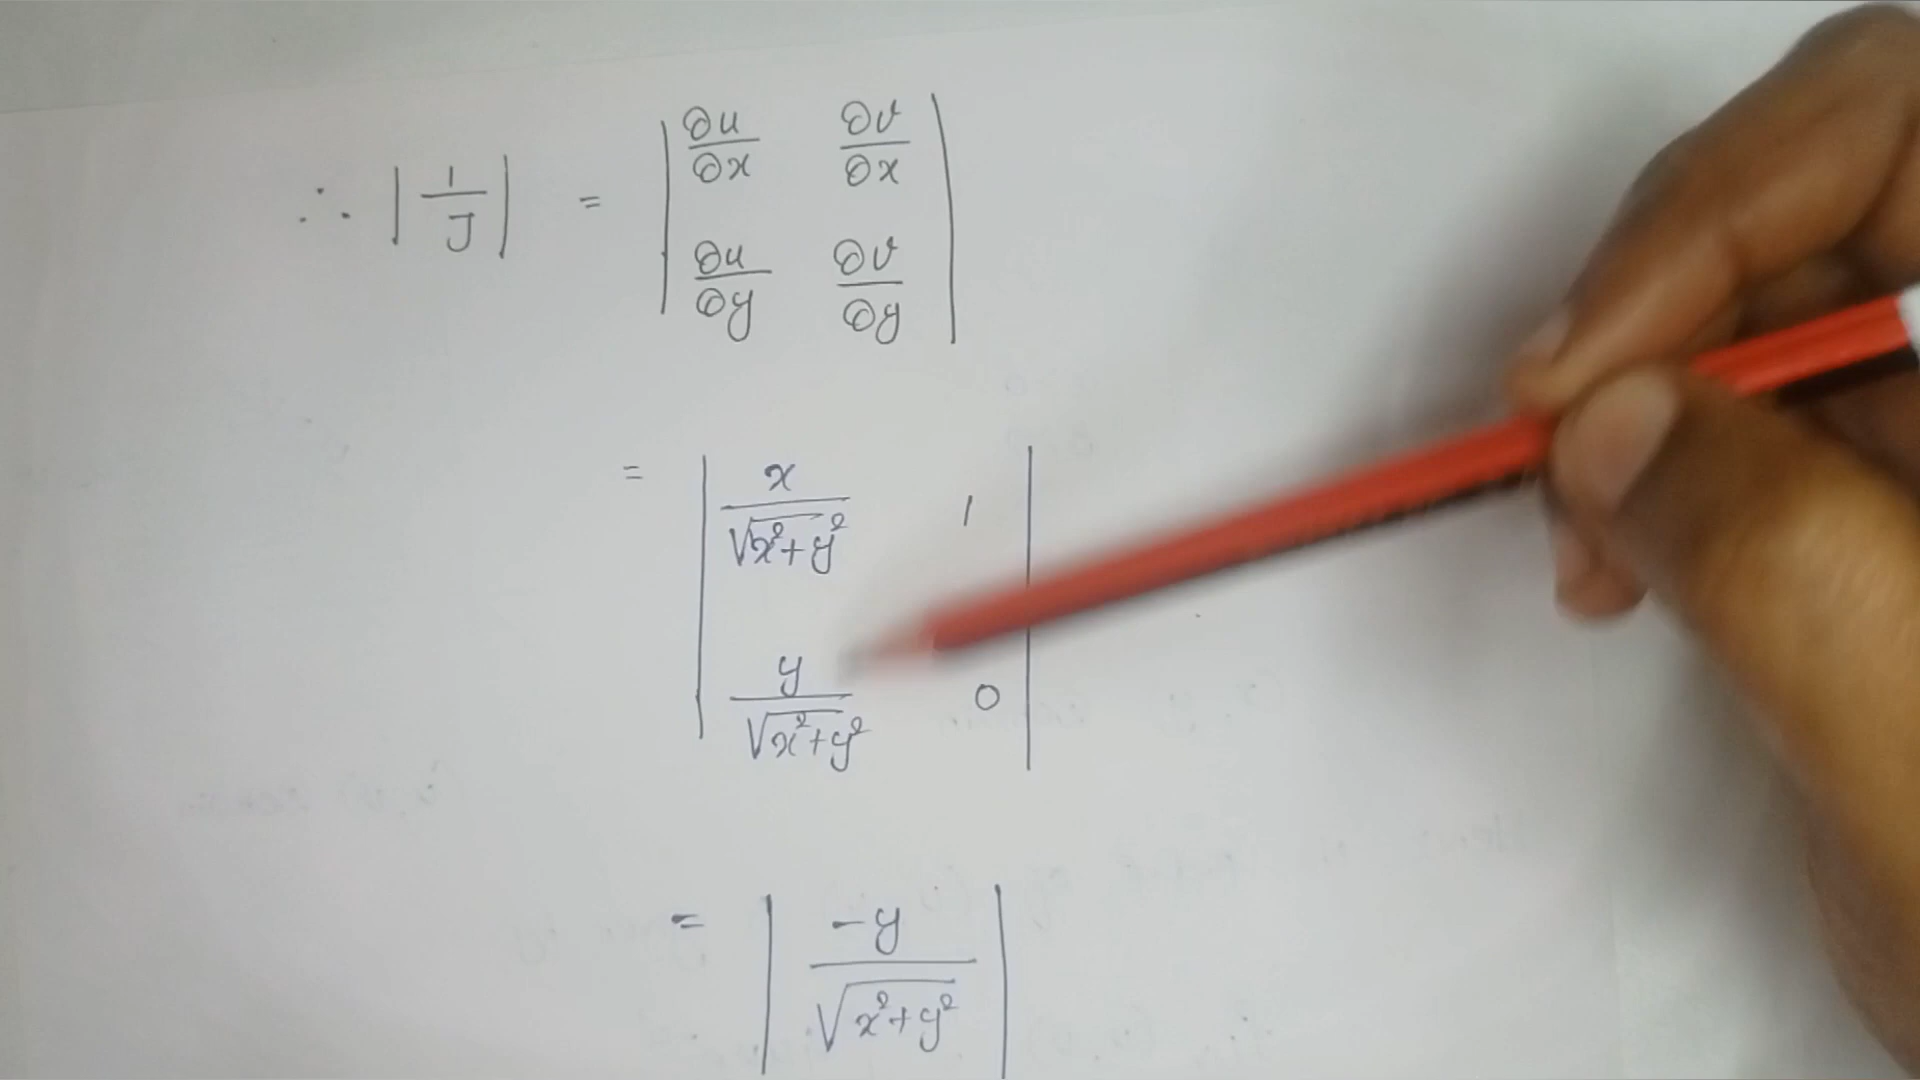 ∴ |1/J| = | ∂u/∂x ∂v/∂x |
| ∂u/∂y ∂v/∂y |
= | x/√x²+y² 1 |
| y/√x²+y² 0 |
= | -y/√x²+y² |